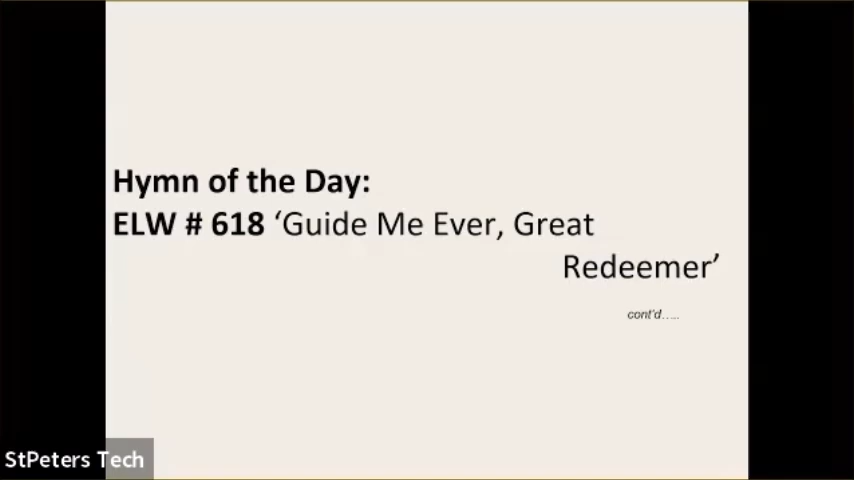 Hymn of the Day:
ELW # 618 ‘Guide Me Ever, Great
Redeemer’
cont’d.....
StPeters Tech